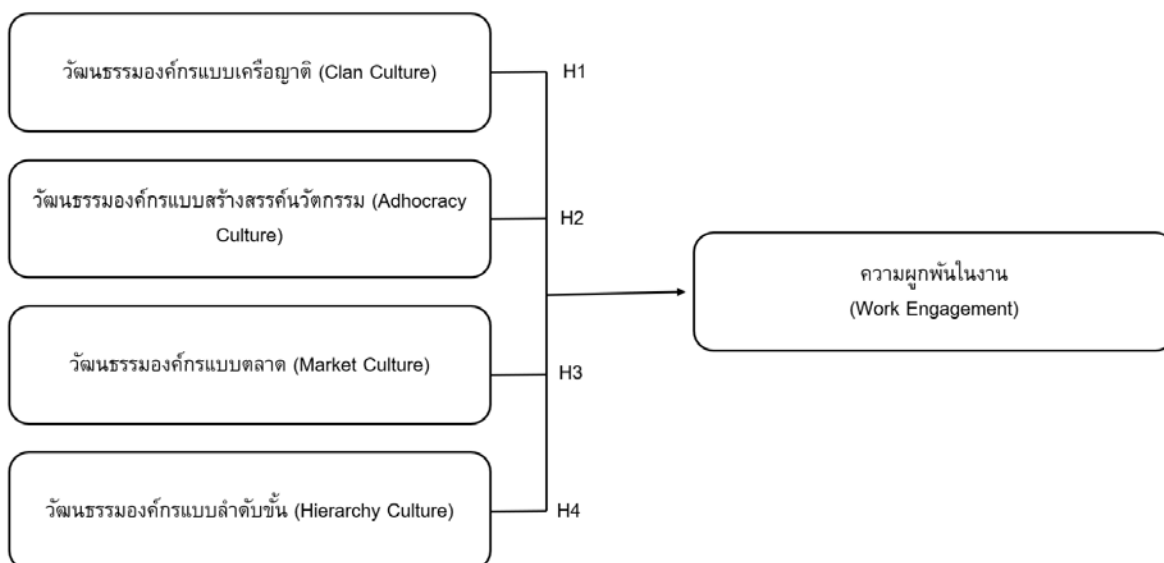 วัฒนธรรมองค์กรแบบเครือญาติ (Clan Culture)
H1
วัฒนธรรมองค์กรแบบสร้างสรรค์นวัตกรรม (Adhocracy
Culture)
H2
ความผูกพันในงาน
(Work Engagement)
วัฒนธรรมองค์กรแบบตลาด (Market Culture)
H3
วัฒนธรรมองค์กรแบบลำดับขั้น (Hierarchy Culture)
H4